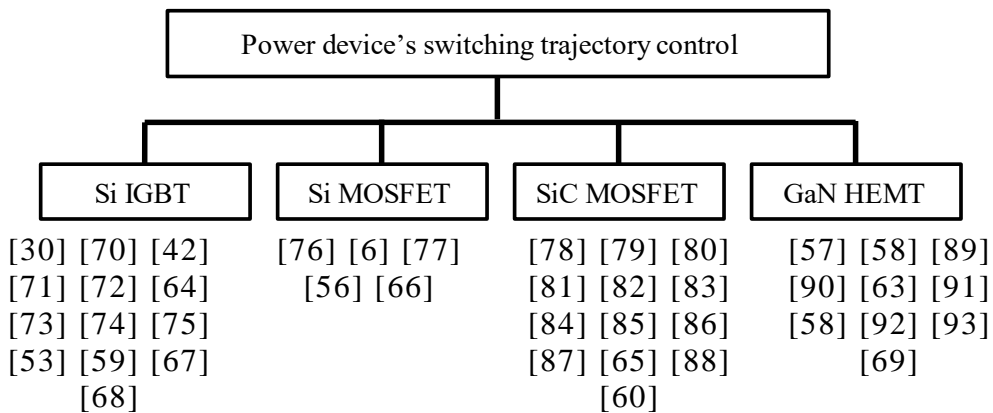 Power device's switching trajectory control
Si IGBT
[30] [70] [42]
[71] [72] [64]
[73] [74] [75]
[53] [59] [67]
[68]
Si MOSFET
[76] [6] [77]
[56] [66]
SiC MOSFET
[78] [79] [80]
[81] [82] [83]
[84] [85] [86]
[87] [65] [88]
[60]
GaN HEMT
[57] [58] [89]
[90] [63] [91]
[58] [92] [93]
[69]